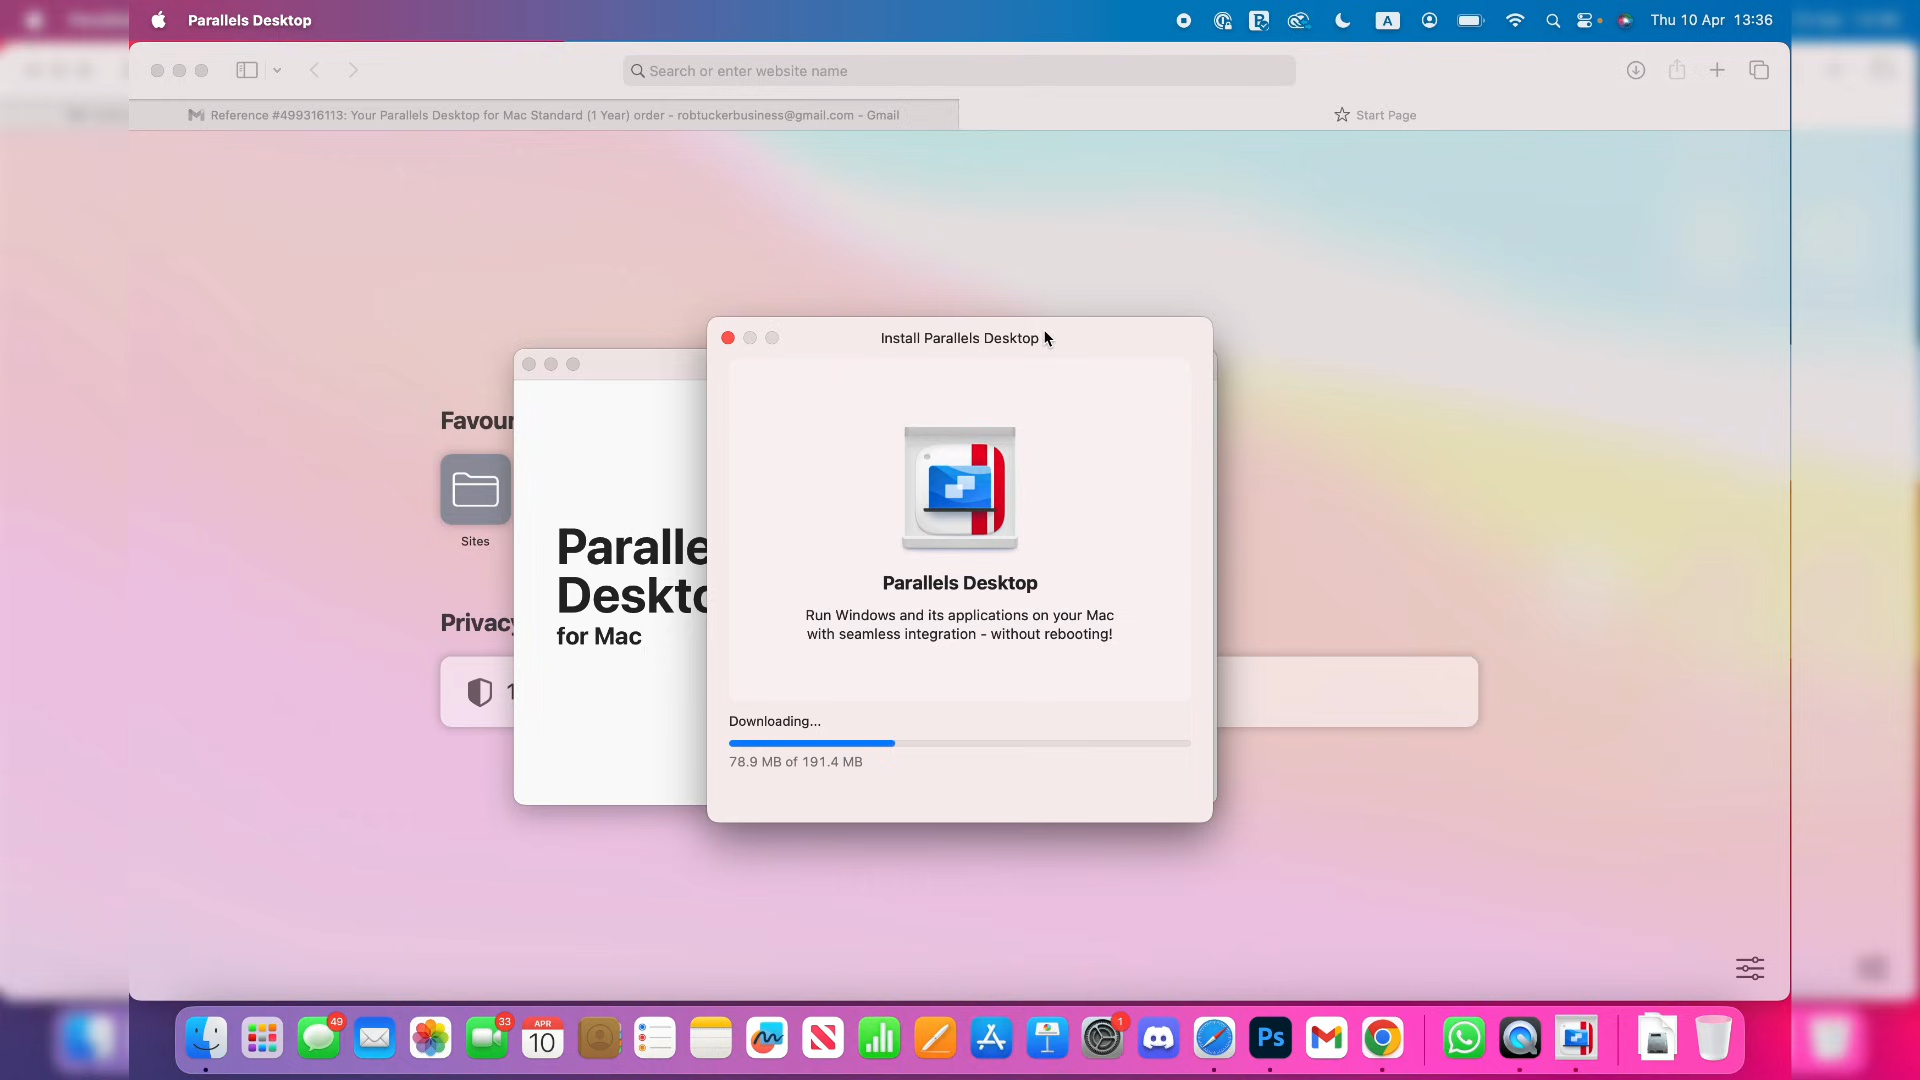 Parallels Desktop
A
Thu 10 Apr 13:36
Search or enter website name
Reference #499316113: Your Parallels Desktop for Mac Standard (1 Year) order - robtuckerbusiness@gmail.com - Gmail
Start Page
Install Parallels Desktop
Favour
Sites
Paralle
Deskto
for Mac
Parallels Desktop
Run Windows and its applications on your Mac
with seamless integration - without rebooting!
Privacy
1
Downloading...
78.9 MB of 191.4 MB
49
33
APR
10
1
Ps